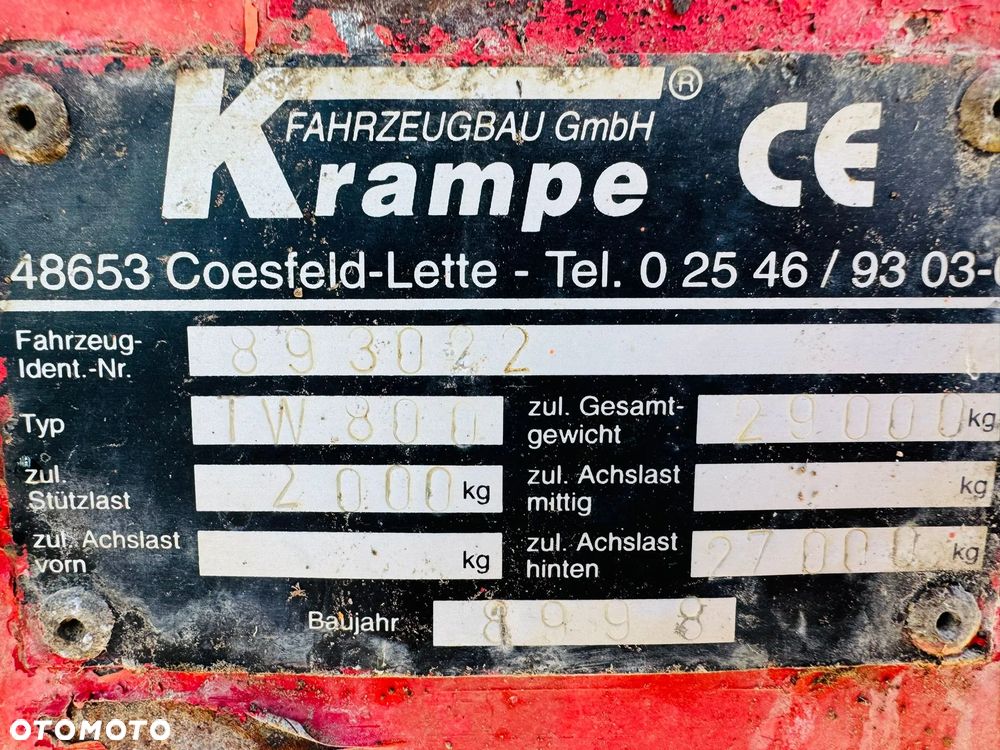 Krampe ®
FAHRZEUGBAU GmbH
CE
48653 Coesfeld-Lette - Tel. 0 25 46 / 93 03-0
Fahrzeug-
Ident.-Nr. 893022
Typ TW 800
zul. Gesamt-
gewicht 29000 kg
zul.
Stützlast 2000 kg
zul. Achslast
mittig kg
zul. Achslast
vorn kg
zul. Achslast
hinten 27000 kg
Baujahr 1998
OTOMOTO